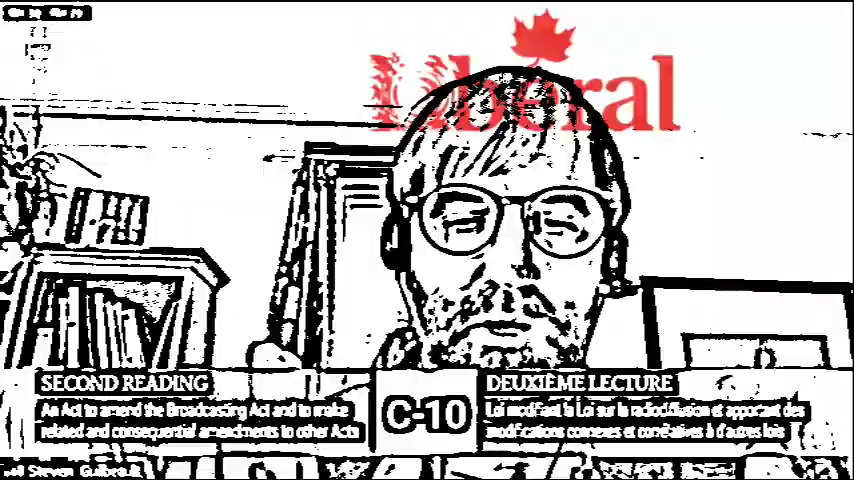 Liberal
SECOND READING
An Act to amend the Broadcasting Act and to make
related and consequential amendments to other Acts
C-10
DEUXIÈME LECTURE
Loi modifiant la Loi sur la radiodiffusion et apportant des
modifications connexes et corrélatives à d'autres lois
Steven Guilbeault